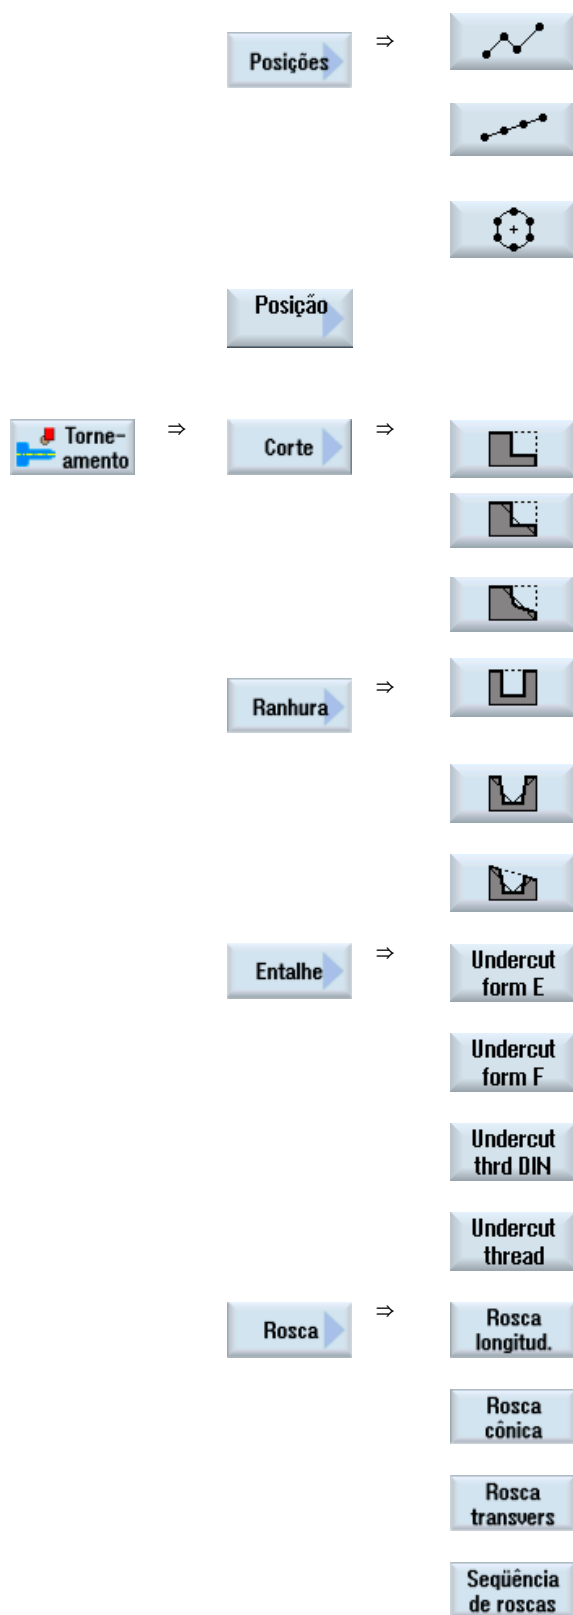 Posições
⇒
Posição
Torne-
amento
⇒
Corte
⇒
Ranhura
⇒
Entalhe
⇒
Undercut
form E
Undercut
form F
Undercut
thrd DIN
Undercut
thread
Rosca
⇒
Rosca
longitud.
Rosca
cônica
Rosca
transvers
Seqüência
de roscas